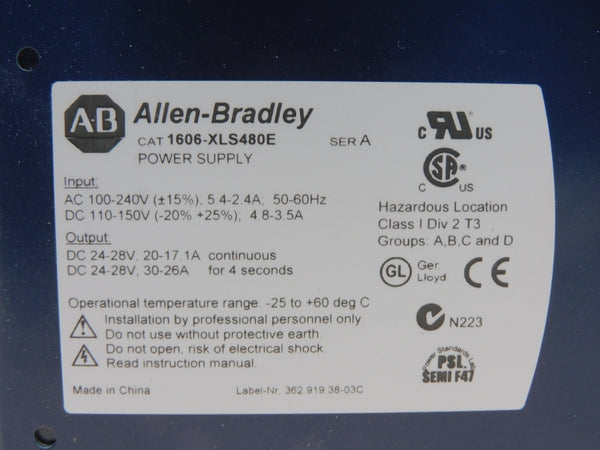 A-B Allen-Bradley
CAT 1606-XLS480E SER A
POWER SUPPLY
Input:
AC 100-240V (±15%); 5.4-2.4A; 50-60Hz
DC 110-150V (-20% +25%); 4.8-3.5A
Output:
DC 24-28V, 20-17.1A continuous
DC 24-28V, 30-26A for 4 seconds
Operational temperature range: -25 to +60 deg C
Installation by professional personnel only.
Do not use without protective earth.
Do not open, risk of electrical shock.
Read instruction manual.
Made in China Label-Nr. 362.919.38-03C
C UR US
SA
C US
Hazardous Location
Class I Div 2 T3
Groups: A,B,C and D
GL Ger. Lloyd CE
N223
Power Standards Lab
PSL
SEMI F47